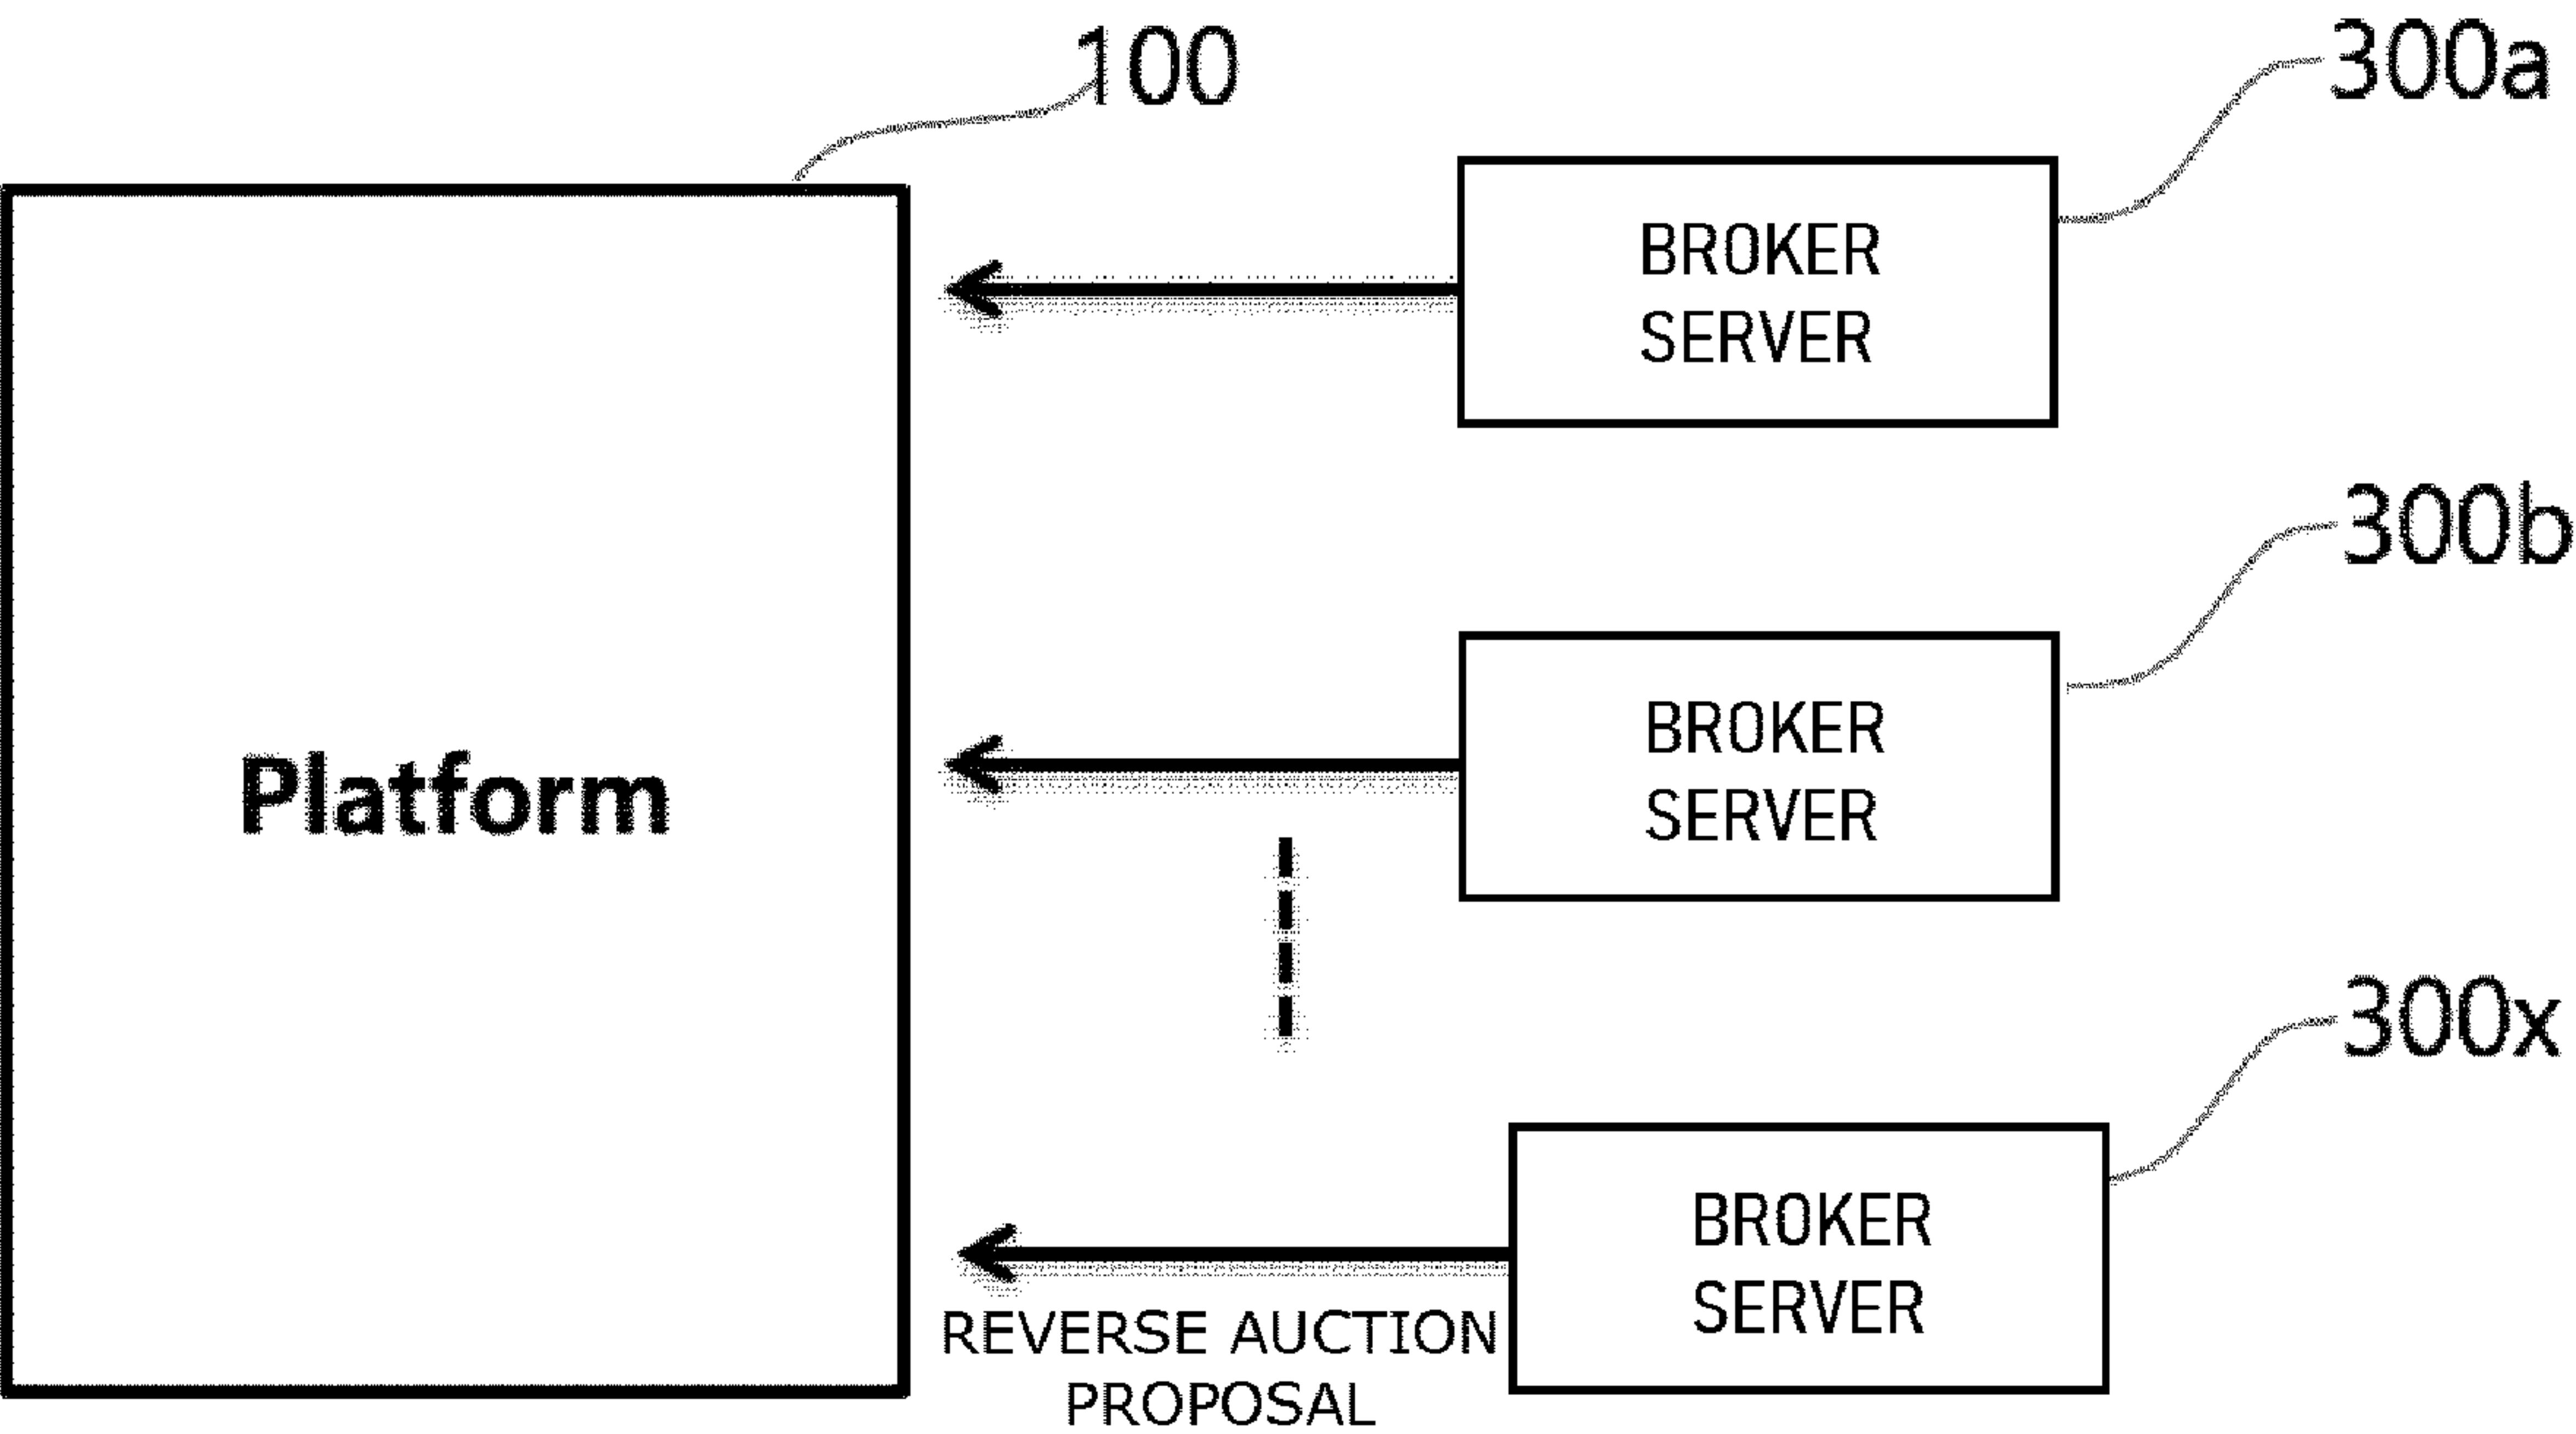 100
300a
BROKER
SERVER
300b
BROKER
SERVER
Platform
300x
BROKER
SERVER
REVERSE AUCTION
PROPOSAL